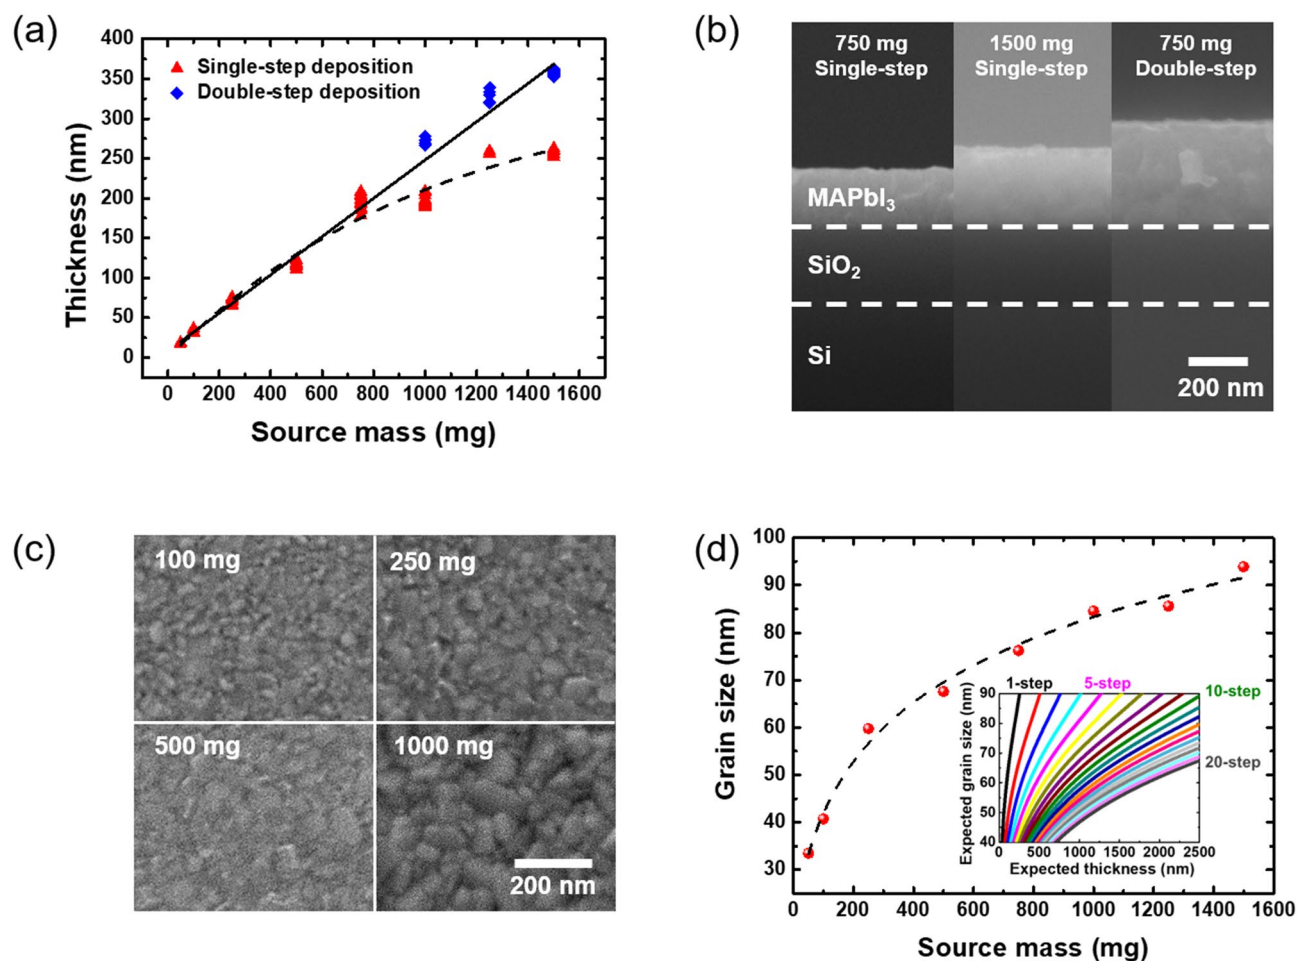 (a)
400
350
300
250
200
150
100
50
0
Thickness (nm)
Single-step deposition
Double-step deposition
0 200 400 600 800 1000 1200 1400 1600
Source mass (mg)
(b)
750 mg
Single-step
1500 mg
Single-step
750 mg
Double-step
MAPbI₃
SiO₂
Si
200 nm
(c)
100 mg
250 mg
500 mg
1000 mg
200 nm
(d)
100
90
80
70
60
50
40
30
Grain size (nm)
1-step
5-step
10-step
20-step
90
80
70
60
50
40
Expected grain size (nm)
0 500 1000 1500 2000 2500
Expected thickness (nm)
0 200 400 600 800 1000 1200 1400 1600
Source mass (mg)